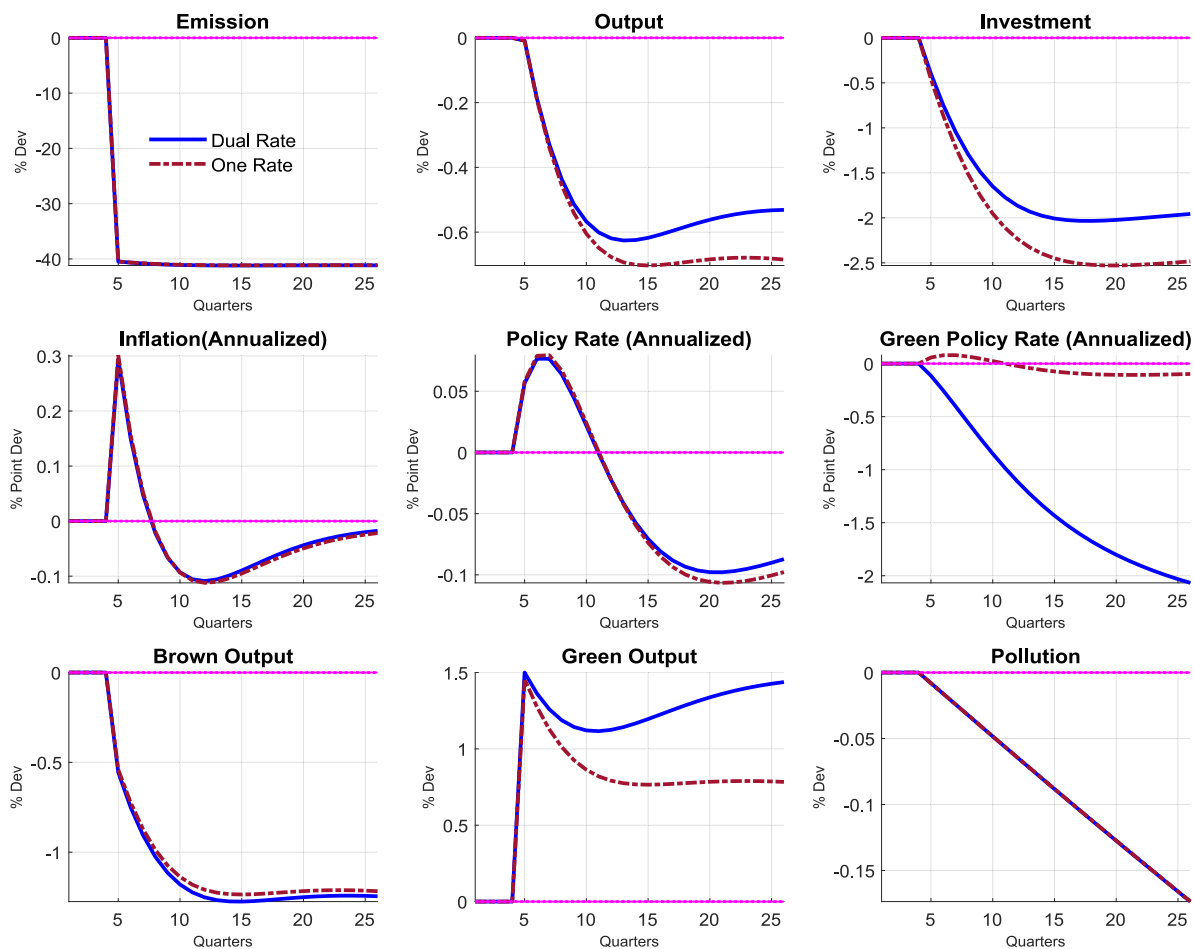 Emission
Output
Investment
0
-10
-20
-30
-40
% Dev
Dual Rate
One Rate
5 10 15 20 25
Quarters
0
-0.2
-0.4
-0.6
% Dev
5 10 15 20 25
Quarters
0
-0.5
-1
-1.5
-2
-2.5
% Dev
5 10 15 20 25
Quarters
Inflation(Annualized)
Policy Rate (Annualized)
Green Policy Rate (Annualized)
0.3
0.2
0.1
0
-0.1
% Point Dev
5 10 15 20 25
Quarters
0.05
0
-0.05
-0.1
% Point Dev
5 10 15 20 25
Quarters
0
-0.5
-1
-1.5
-2
% Point Dev
5 10 15 20 25
Quarters
Brown Output
Green Output
Pollution
0
-0.5
-1
% Dev
5 10 15 20 25
Quarters
1.5
1
0.5
0
% Dev
5 10 15 20 25
Quarters
0
-0.05
-0.1
-0.15
% Dev
5 10 15 20 25
Quarters